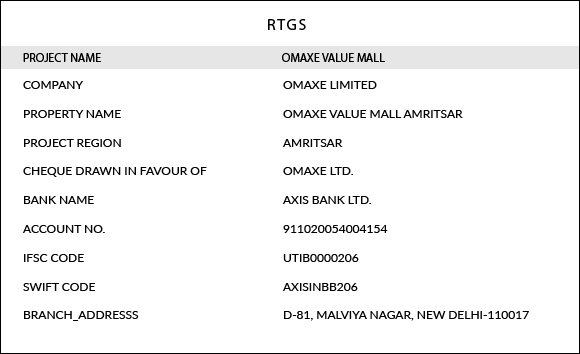 RTGS
PROJECT NAME OMAXE VALUE MALL
COMPANY OMAXE LIMITED
PROPERTY NAME OMAXE VALUE MALL AMRITSAR
PROJECT REGION AMRITSAR
CHEQUE DRAWN IN FAVOUR OF OMAXE LTD.
BANK NAME AXIS BANK LTD.
ACCOUNT NO. 911020054004154
IFSC CODE UTIB0000206
SWIFT CODE AXISINBB206
BRANCH_ADDRESSS D-81, MALVIYA NAGAR, NEW DELHI-110017